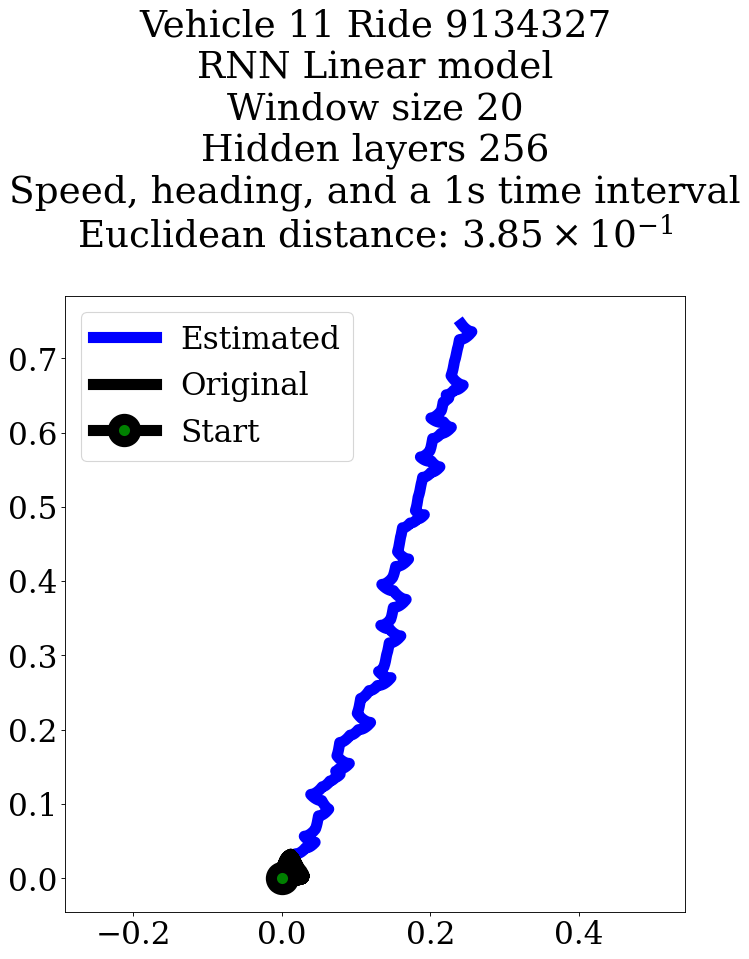 Vehicle 11 Ride 9134327
RNN Linear model
Window size 20
Hidden layers 256
Speed, heading, and a 1s time interval
Euclidean distance: 3.85 × 10⁻¹
Estimated
Original
Start
0.7
0.6
0.5
0.4
0.3
0.2
0.1
0.0
−0.2 0.0 0.2 0.4